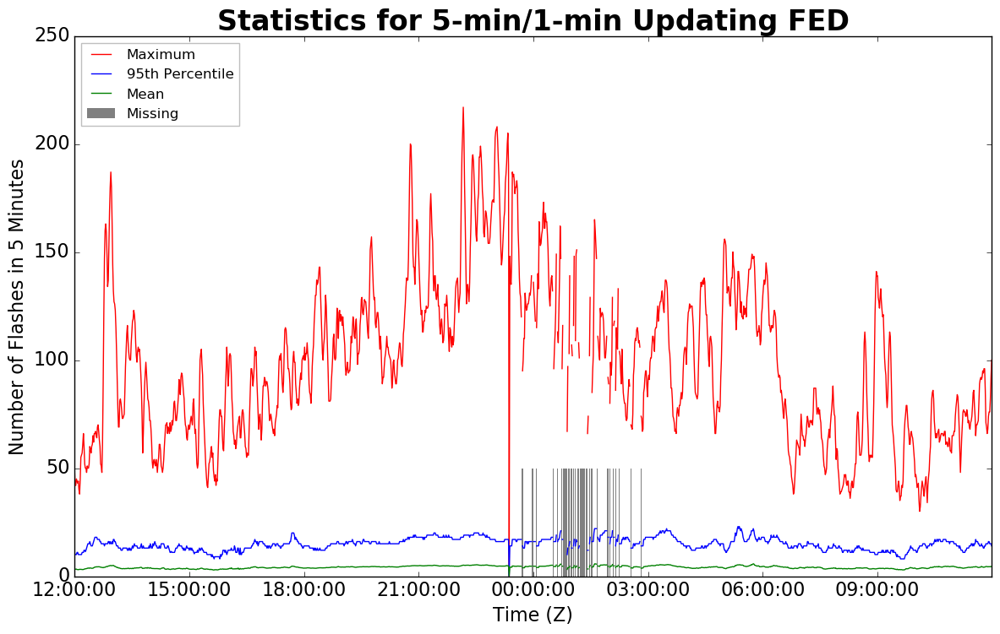 Statistics for 5-min/1-min Updating FED
250
200
150
100
50
0
Number of Flashes in 5 Minutes
Maximum
95th Percentile
Mean
Missing
12:00:00 15:00:00 18:00:00 21:00:00 00:00:00 03:00:00 06:00:00 09:00:00
Time (Z)